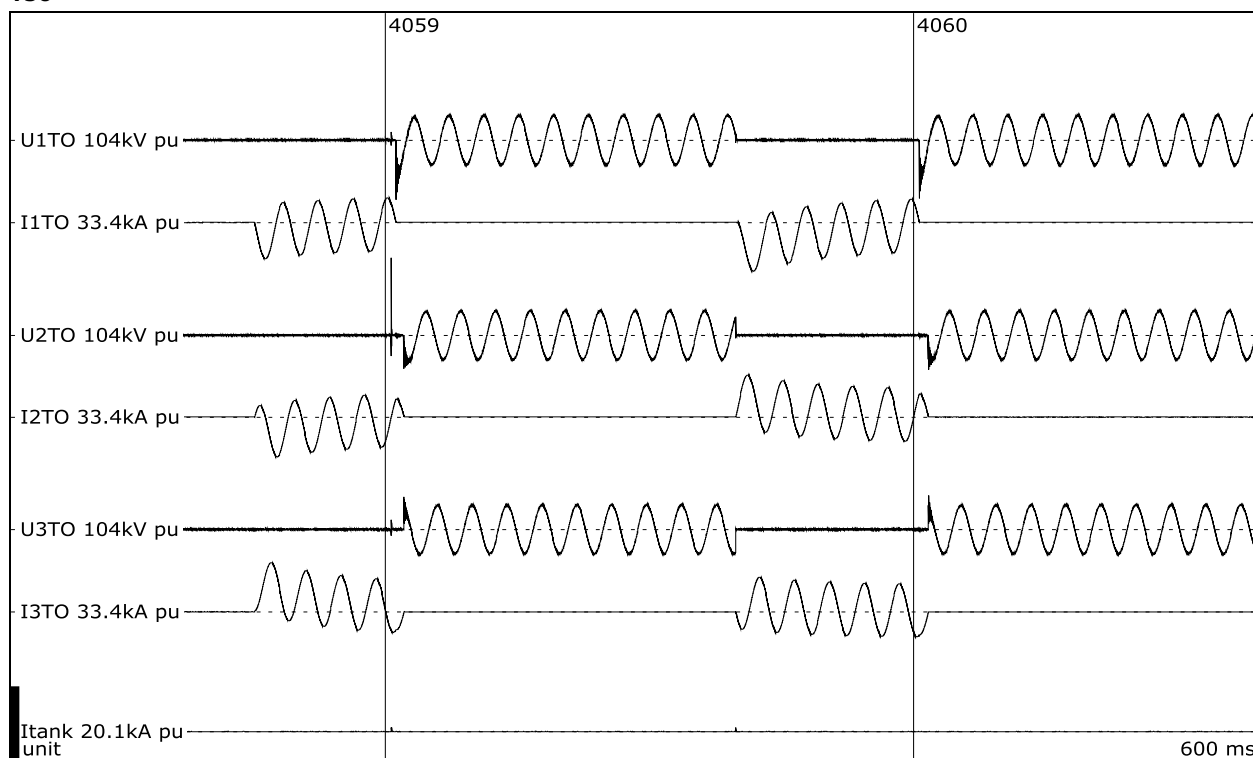 4059
4060
U1TO 104kV pu
I1TO 33.4kA pu
U2TO 104kV pu
I2TO 33.4kA pu
U3TO 104kV pu
I3TO 33.4kA pu
Itank 20.1kA pu
unit
600 ms